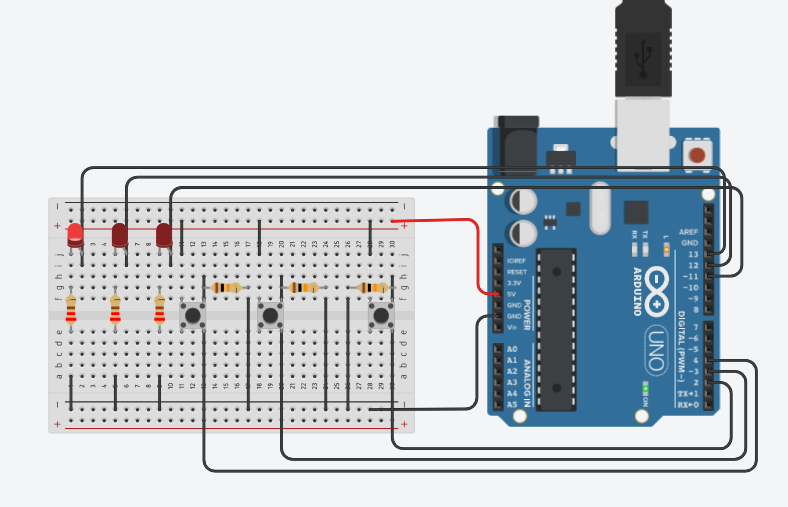 AREF
GND
13
12
~11
~10
~9
8
7
~6
~5
4
~3
2
TX→1
RX←0
DIGITAL (PWM~)
IOREF
RESET
3.3V
5V
GND
GND
Vin
POWER
A0
A1
A2
A3
A4
A5
ANALOG IN
RX
TX
L
ARDUINO
UNO
ON
j
i
h
g
f
e
d
c
b
a